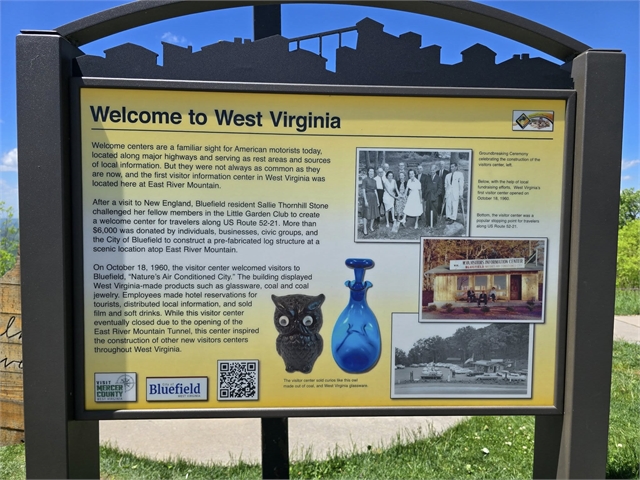 Welcome to West Virginia
Welcome centers are a familiar sight for American motorists today,
located along major highways and serving as rest areas and sources
of local information. But they were not always as common as they
are now, and the first visitor information center in West Virginia was
located here at East River Mountain.
After a visit to New England, Bluefield resident Sallie Thornhill Stone
challenged her fellow members in the Little Garden Club to create
a welcome center for travelers along US Route 52-21. More than
$6,000 was donated by individuals, businesses, civic groups, and
the City of Bluefield to construct a pre-fabricated log structure at a
scenic location atop East River Mountain.
On October 18, 1960, the visitor center welcomed visitors to
Bluefield, "Nature's Air Conditioned City." The building displayed
West Virginia-made products such as glassware, coal and coal
jewelry. Employees made hotel reservations for
tourists, distributed local information, and sold
film and soft drinks. While this visitor center
eventually closed due to the opening of the
East River Mountain Tunnel, this center inspired
the construction of other new visitors centers
throughout West Virginia.
Groundbreaking Ceremony
celebrating the construction of the
visitors center, left.
Below, with the help of local
fundraising efforts, West Virginia's
first visitor center opened on
October 18, 1960.
Bottom, the visitor center was a
popular stopping point for travelers
along US Route 52-21.
INFORMATION CENTER
The visitor center sold curios like this owl
made out of coal, and West Virginia glassware.
VISIT
MERCER
COUNTY
WEST VIRGINIA
Bluefield
WEST VIRGINIA